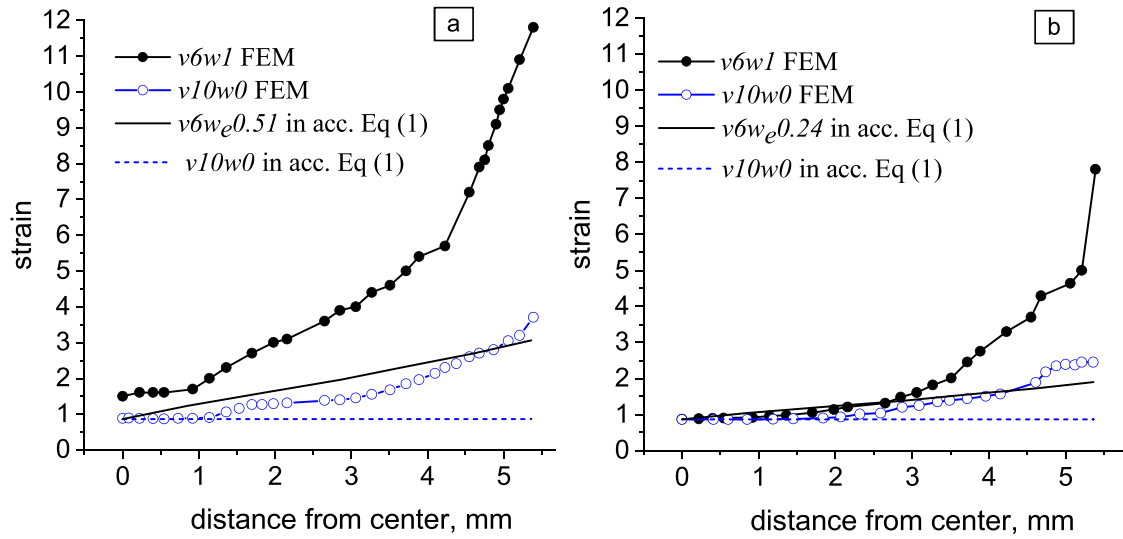 a
v6w1 FEM
v10w0 FEM
v6we0.51 in acc. Eq (1)
v10w0 in acc. Eq (1)
12
11
10
9
8
7
6
5
4
3
2
1
0
strain
0 1 2 3 4 5
distance from center, mm
b
v6w1 FEM
v10w0 FEM
v6we0.24 in acc. Eq (1)
v10w0 in acc. Eq (1)
12
11
10
9
8
7
6
5
4
3
2
1
0
strain
0 1 2 3 4 5
distance from center, mm